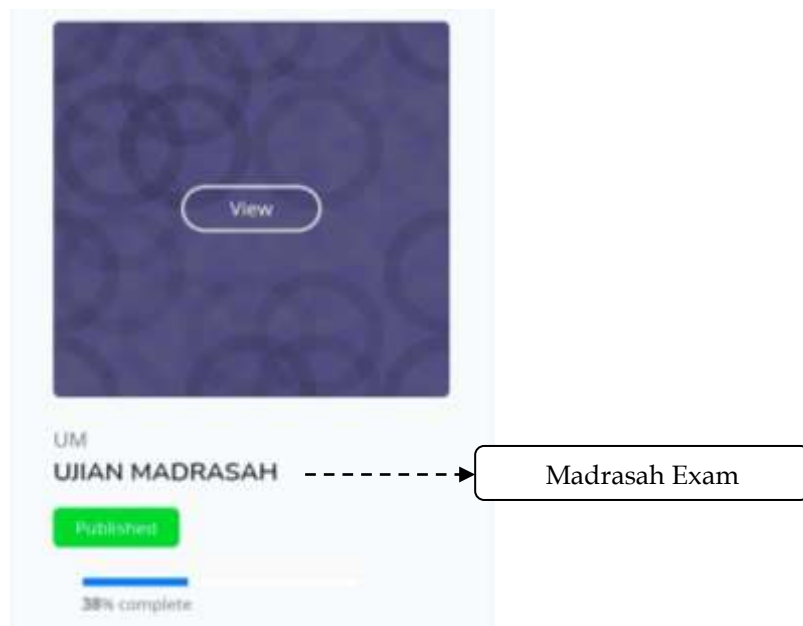 View
UM
UJIAN MADRASAH
Madrasah Exam
Published
38% complete